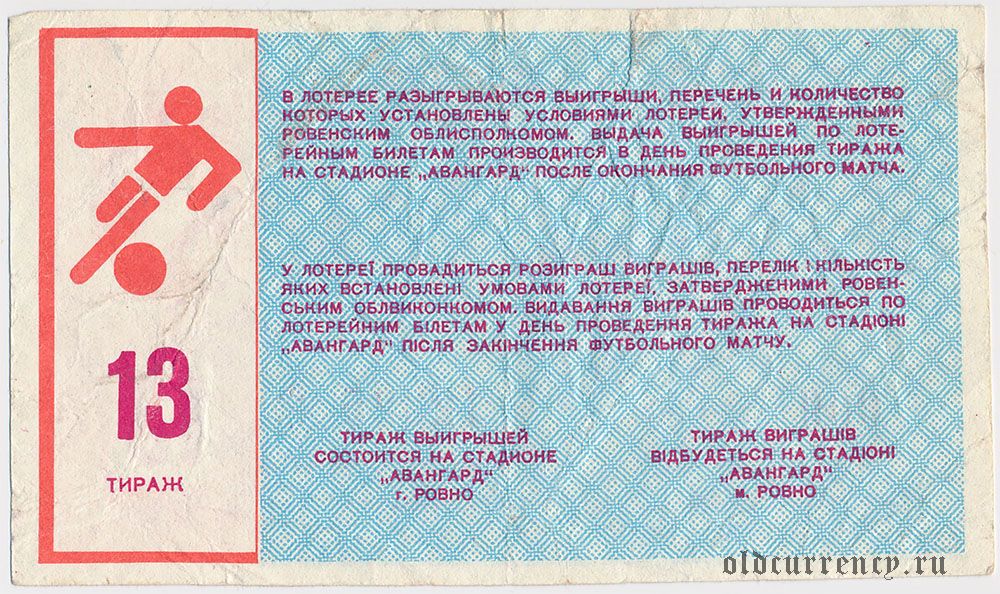 13
ТИРАЖ
В ЛОТЕРЕЕ РАЗЫГРЫВАЮТСЯ ВЫИГРЫШИ, ПЕРЕЧЕНЬ И КОЛИЧЕСТВО
КОТОРЫХ УСТАНОВЛЕНЫ УСЛОВИЯМИ ЛОТЕРЕИ, УТВЕРЖДЕННЫМИ
РОВЕНСКИМ ОБЛИСПОЛКОМОМ. ВЫДАЧА ВЫИГРЫШЕЙ ПО ЛОТЕ-
РЕЙНЫМ БИЛЕТАМ ПРОИЗВОДИТСЯ В ДЕНЬ ПРОВЕДЕНИЯ ТИРАЖА
НА СТАДИОНЕ „АВАНГАРД“ ПОСЛЕ ОКОНЧАНИЯ ФУТБОЛЬНОГО МАТЧА.
У ЛОТЕРЕЇ ПРОВАДИТЬСЯ РОЗИГРАШ ВИГРАШІВ, ПЕРЕЛІК І КІЛЬКІСТЬ
ЯКИХ ВСТАНОВЛЕНІ УМОВАМИ ЛОТЕРЕЇ, ЗАТВЕРДЖЕНИМИ РОВЕН-
СЬКИМ ОБЛВИКОНКОМОМ. ВИДАВАННЯ ВИГРАШІВ ПРОВОДИТЬСЯ ПО
ЛОТЕРЕЙНИМ БІЛЕТАМ У ДЕНЬ ПРОВЕДЕННЯ ТИРАЖА НА СТАДІОНІ
„АВАНГАРД“ ПІСЛЯ ЗАКІНЧЕННЯ ФУТБОЛЬНОГО МАТЧУ.
ТИРАЖ ВЫИГРЫШЕЙ
СОСТОИТСЯ НА СТАДИОНЕ
„АВАНГАРД“
г. РОВНО
ТИРАЖ ВИГРАШІВ
ВІДБУДЕТЬСЯ НА СТАДІОНІ
„АВАНГАРД“
м. РОВНО
oldcurrency.ru